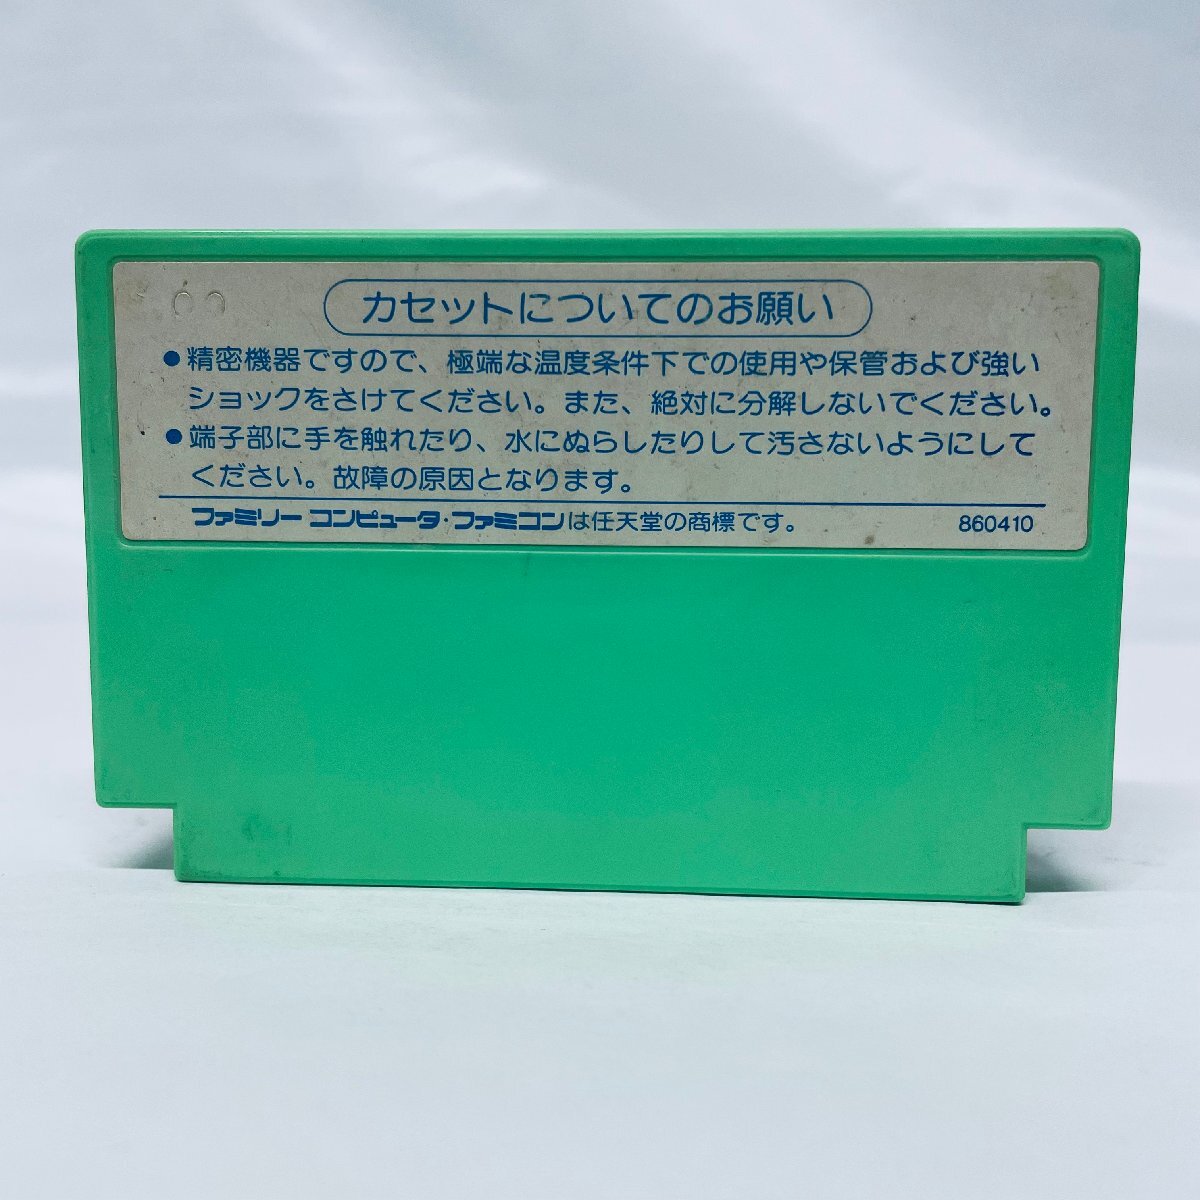 カセットについてのお願い
●精密機器ですので、極端な温度条件下での使用や保管および強い
ショックをさけてください。また、絶対に分解しないでください。
●端子部に手を触れたり、水にぬらしたりして汚さないようにして
ください。故障の原因となります。
ファミリーコンピュータ・ファミコンは任天堂の商標です。 860410